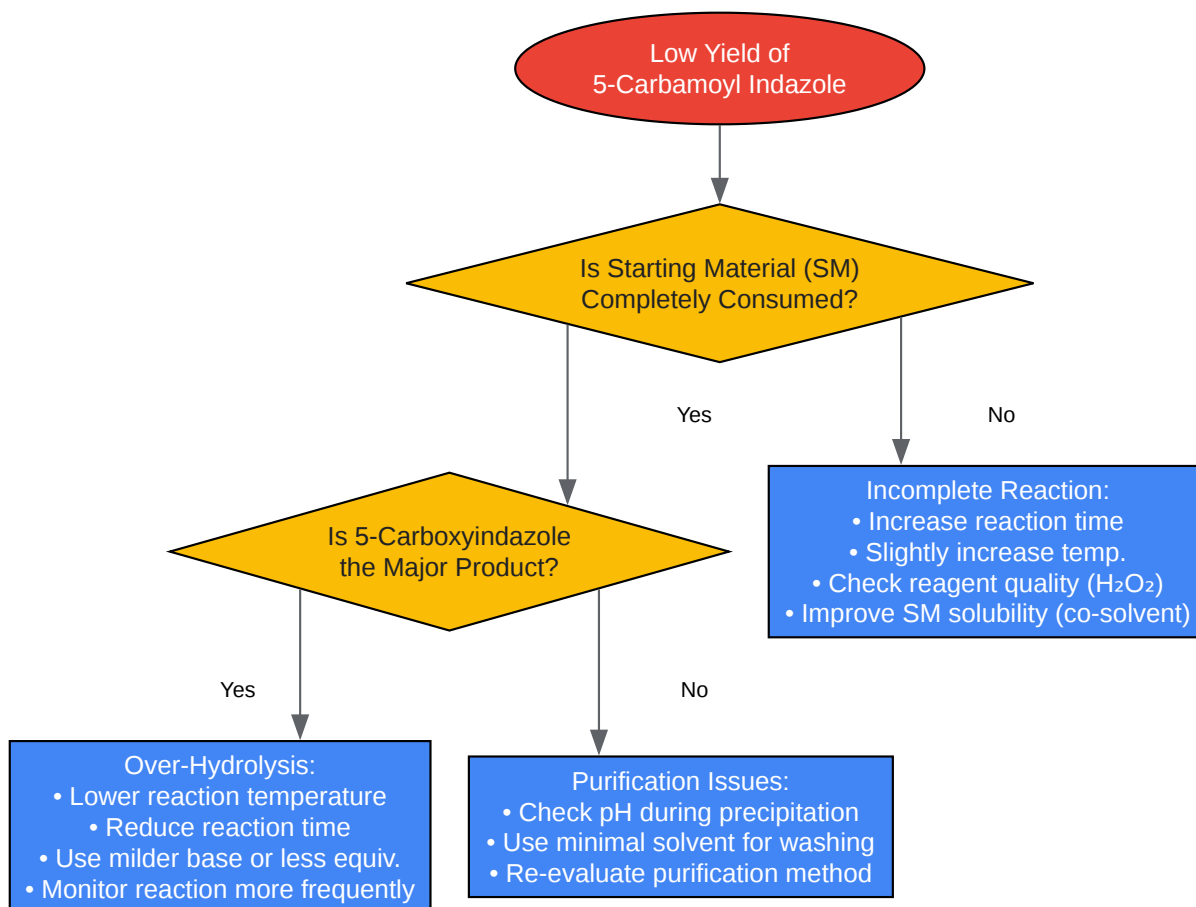 Low Yield of
5-Carbamoyl Indazole
Is Starting Material (SM)
Completely Consumed?
Yes
No
Is 5-Carboxyindazole
the Major Product?
Incomplete Reaction:
• Increase reaction time
• Slightly increase temp.
• Check reagent quality (H₂O₂)
• Improve SM solubility (co-solvent)
Yes
No
Over-Hydrolysis:
• Lower reaction temperature
• Reduce reaction time
• Use milder base or less equiv.
• Monitor reaction more frequently
Purification Issues:
• Check pH during precipitation
• Use minimal solvent for washing
• Re-evaluate purification method